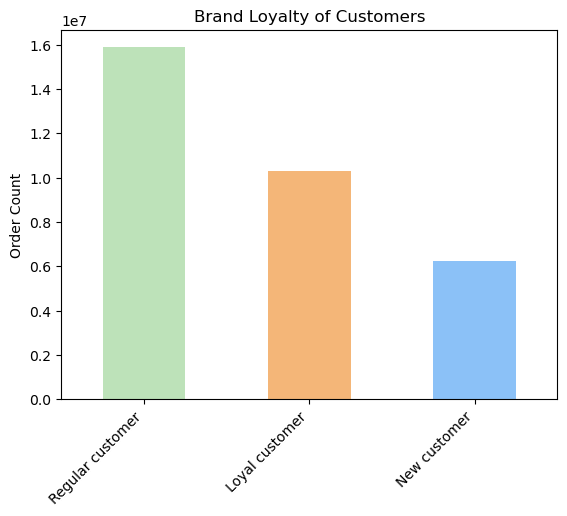 Brand Loyalty of Customers
1e7
1.6
1.4
1.2
1.0
0.8
0.6
0.4
0.2
0.0
Order Count
Regular customer
Loyal customer
New customer